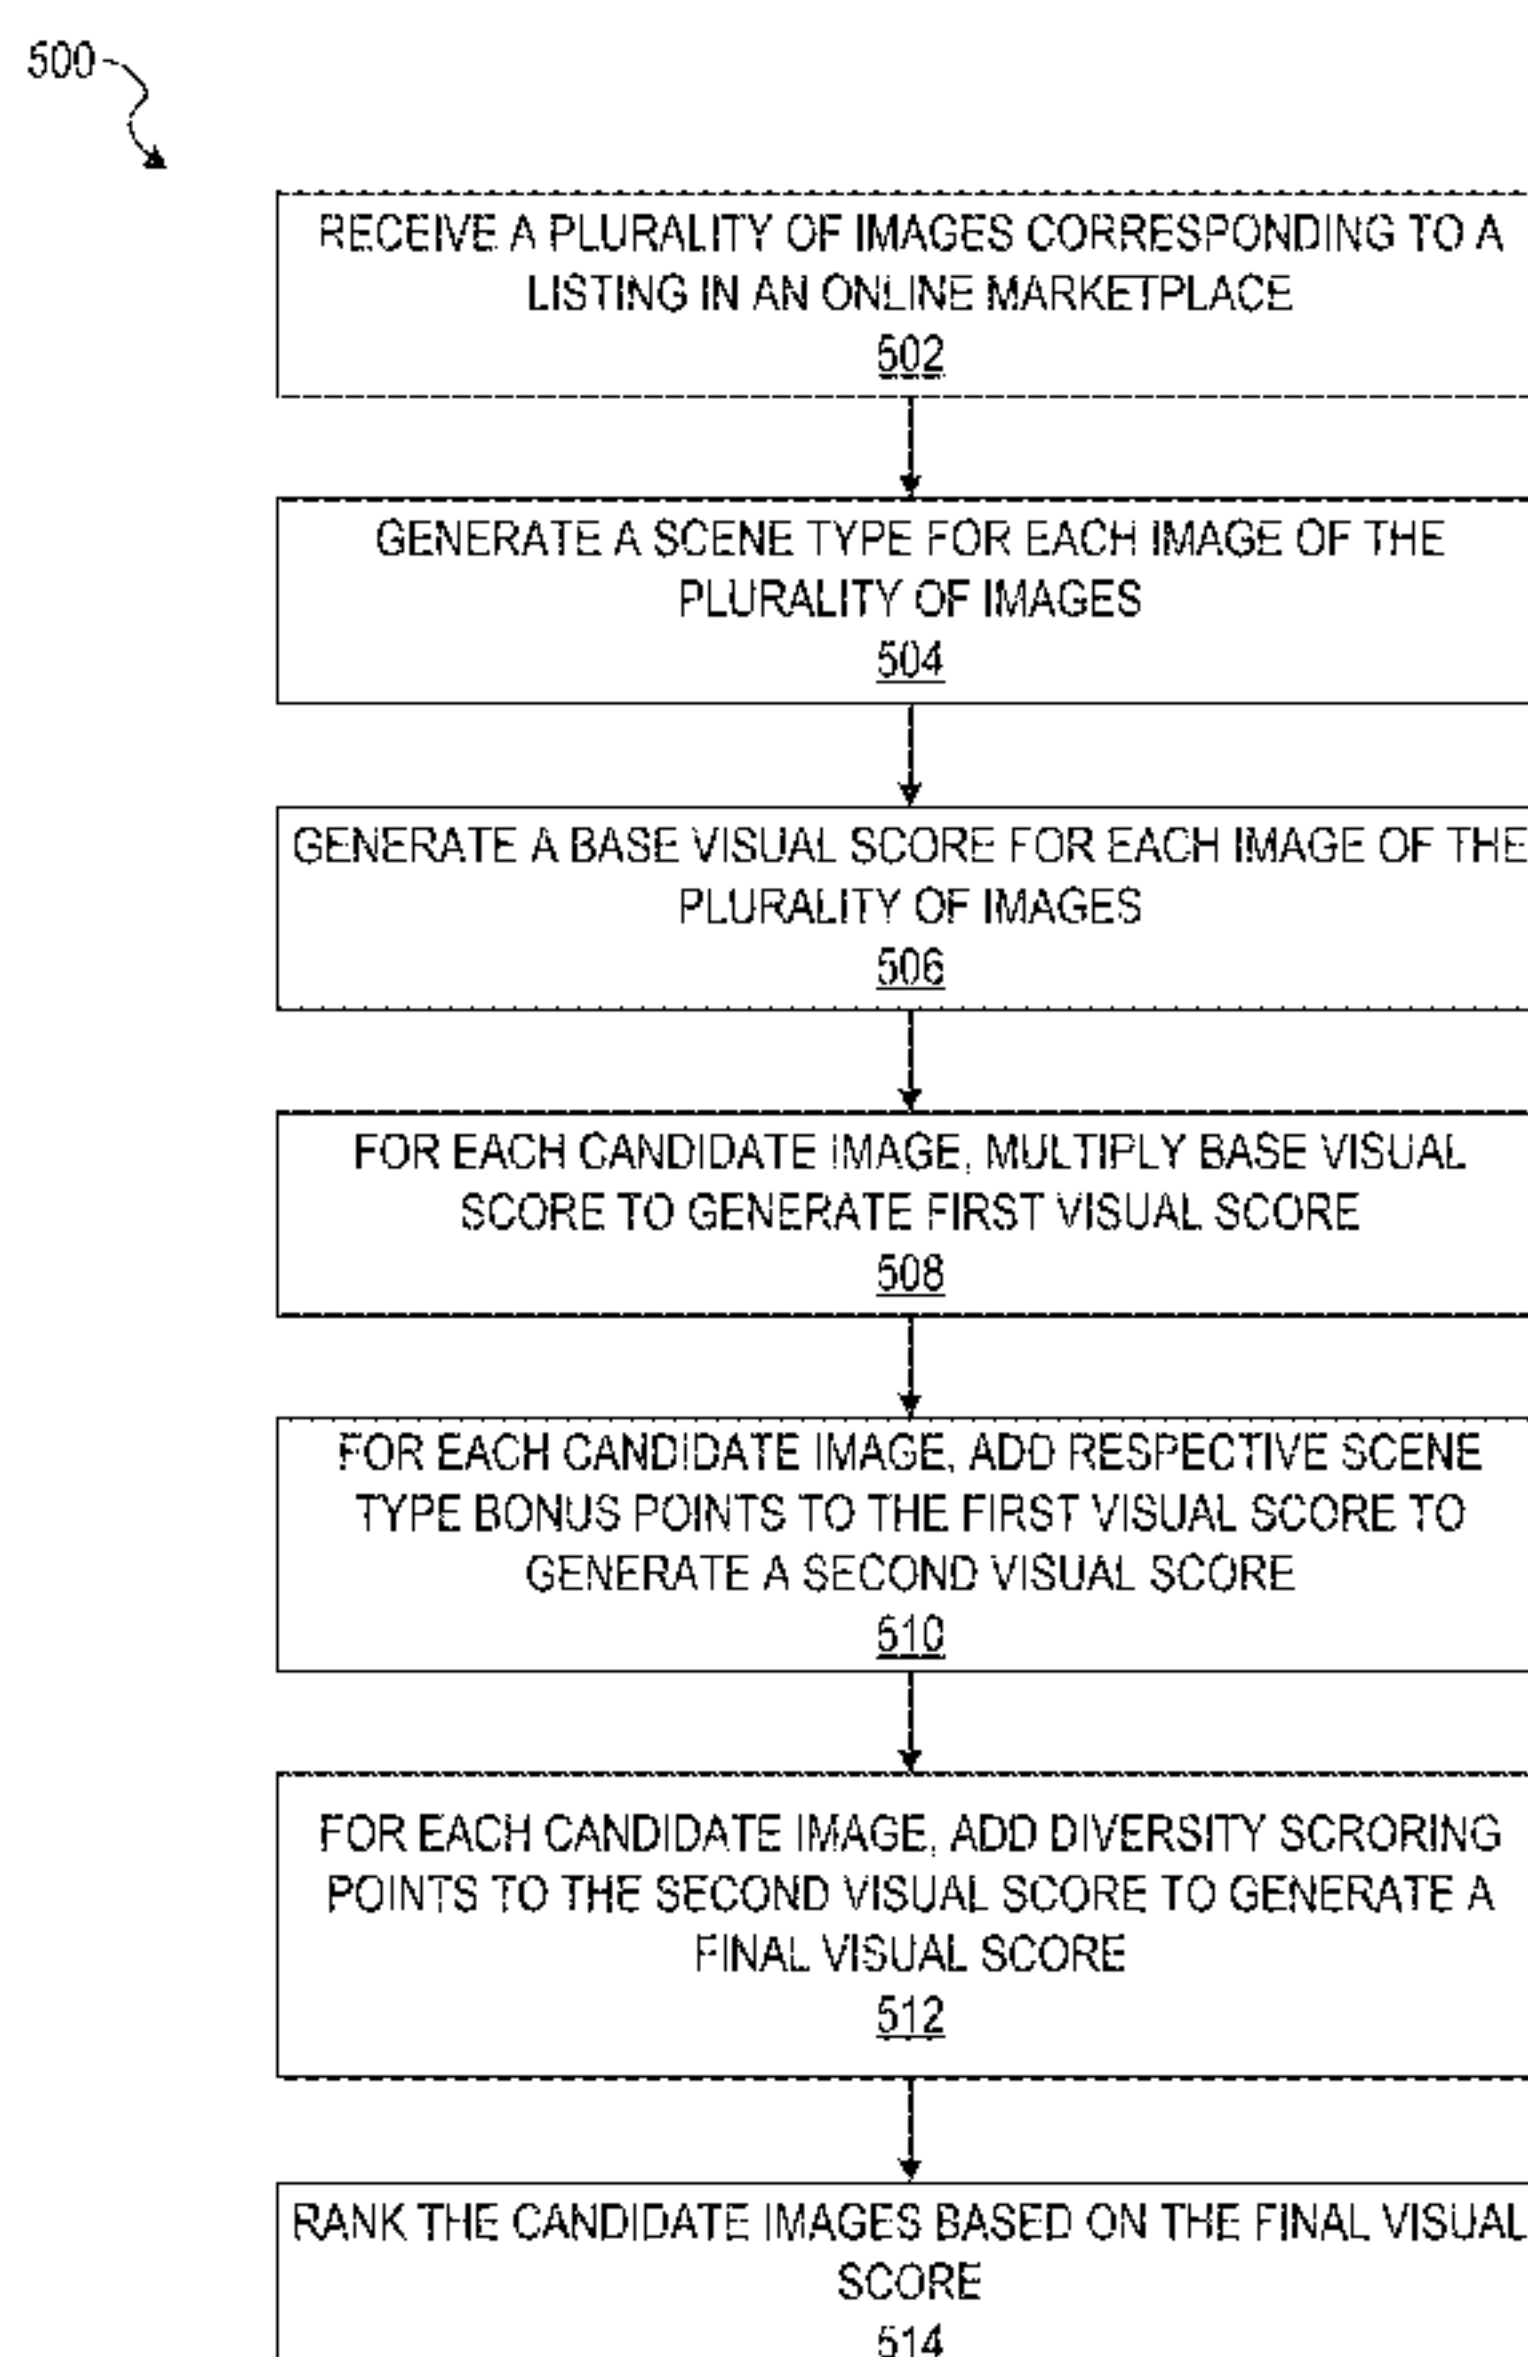 500
RECEIVE A PLURALITY OF IMAGES CORRESPONDING TO A
LISTING IN AN ONLINE MARKETPLACE
502
GENERATE A SCENE TYPE FOR EACH IMAGE OF THE
PLURALITY OF IMAGES
504
GENERATE A BASE VISUAL SCORE FOR EACH IMAGE OF THE
PLURALITY OF IMAGES
506
FOR EACH CANDIDATE IMAGE, MULTIPLY BASE VISUAL
SCORE TO GENERATE FIRST VISUAL SCORE
508
FOR EACH CANDIDATE IMAGE, ADD RESPECTIVE SCENE
TYPE BONUS POINTS TO THE FIRST VISUAL SCORE TO
GENERATE A SECOND VISUAL SCORE
510
FOR EACH CANDIDATE IMAGE, ADD DIVERSITY SCRORING
POINTS TO THE SECOND VISUAL SCORE TO GENERATE A
FINAL VISUAL SCORE
512
RANK THE CANDIDATE IMAGES BASED ON THE FINAL VISUAL
SCORE
514